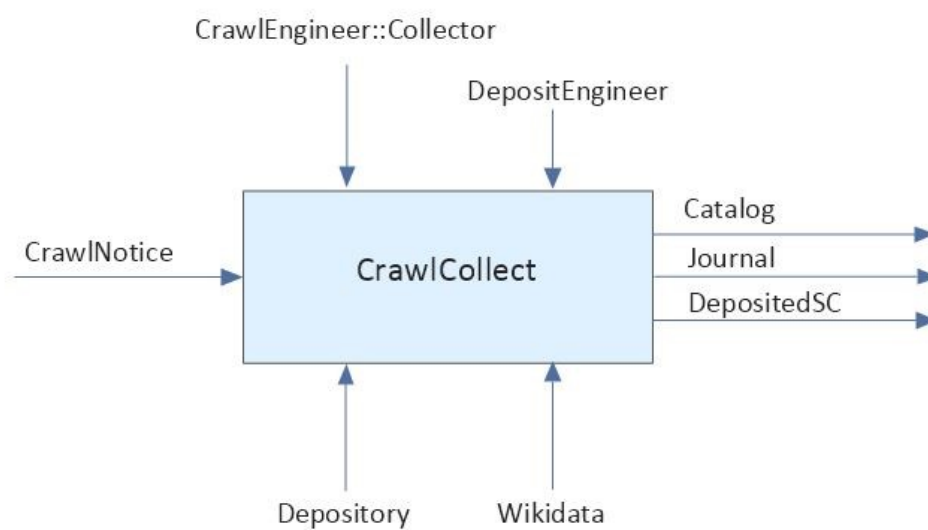 CrawlEngineer::Collector
DepositEngineer
CrawlNotice
CrawlCollect
Catalog
Journal
DepositedSC
Depository
Wikidata